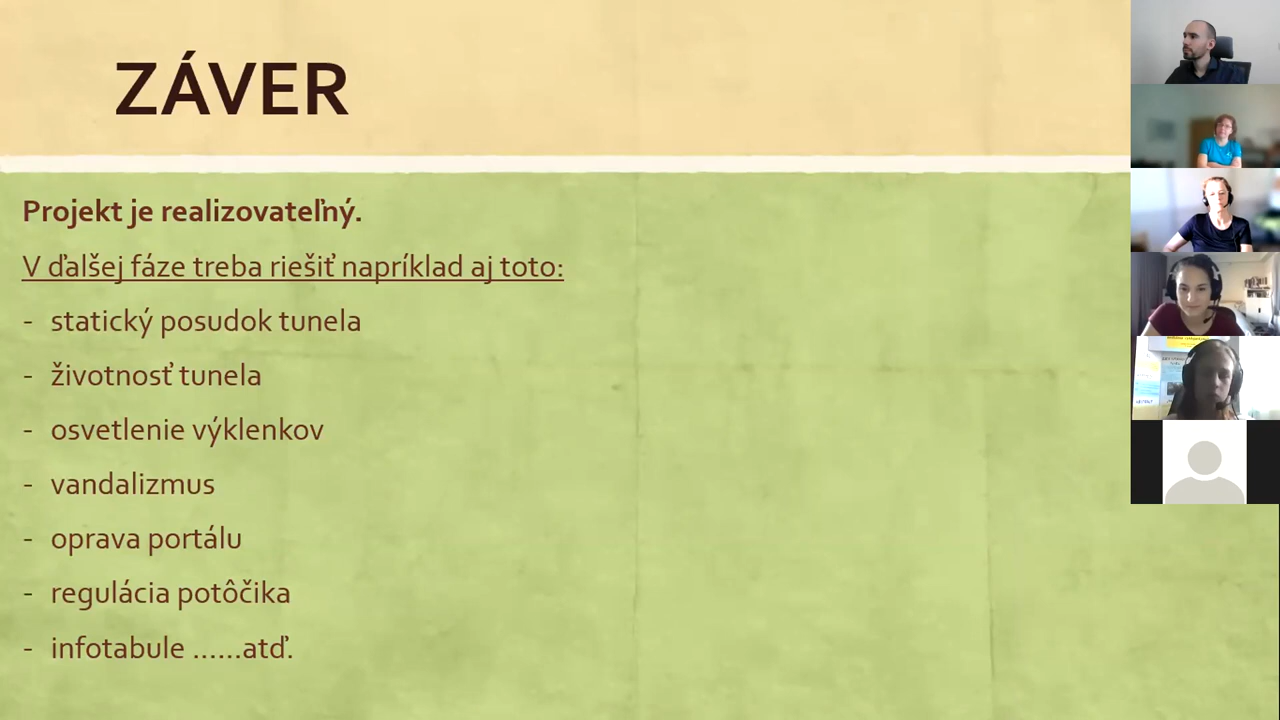 ZÁVER
Projekt je realizovateľný.
V ďalšej fáze treba riešiť napríklad aj toto:
- statický posudok tunela
- životnosť tunela
- osvetlenie výklenkov
- vandalizmus
- oprava portálu
- regulácia potôčika
- infotabule ......atď.